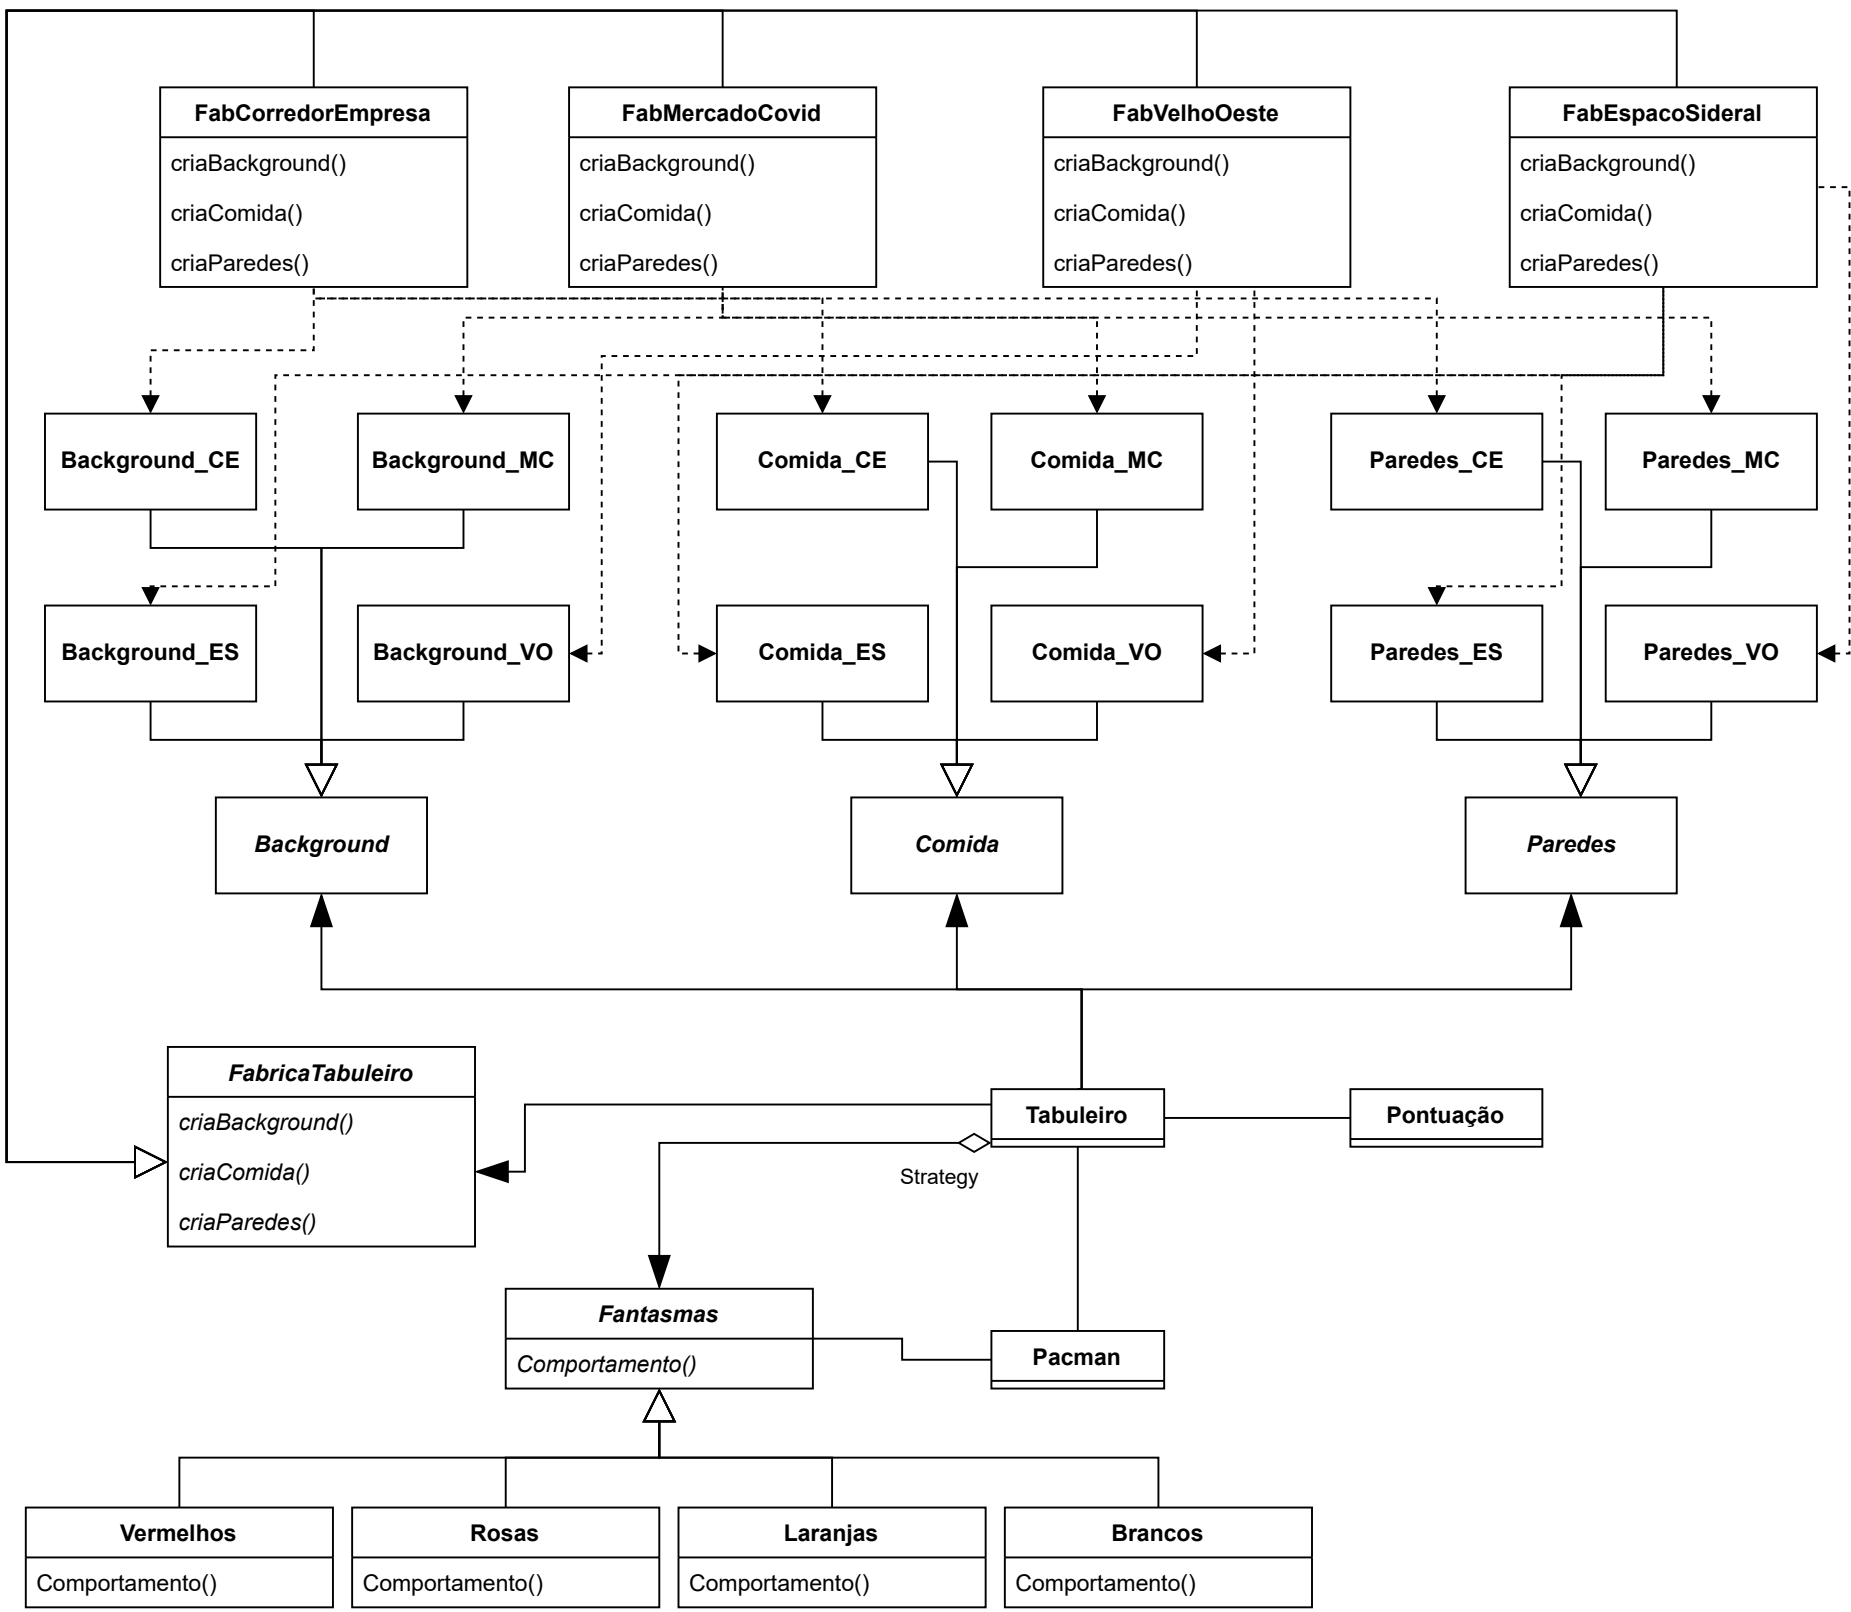 FabCorredorEmpresa
criaBackground()
criaComida()
criaParedes()
FabMercadoCovid
criaBackground()
criaComida()
criaParedes()
FabVelhoOeste
criaBackground()
criaComida()
criaParedes()
FabEspacoSideral
criaBackground()
criaComida()
criaParedes()
Background_CE
Background_MC
Comida_CE
Comida_MC
Paredes_CE
Paredes_MC
Background_ES
Background_VO
Comida_ES
Comida_VO
Paredes_ES
Paredes_VO
Background
Comida
Paredes
FabricaTabuleiro
criaBackground()
criaComida()
criaParedes()
Tabuleiro
Pontuação
Strategy
Fantasmas
Comportamento()
Pacman
Vermelhos
Comportamento()
Rosas
Comportamento()
Laranjas
Comportamento()
Brancos
Comportamento()